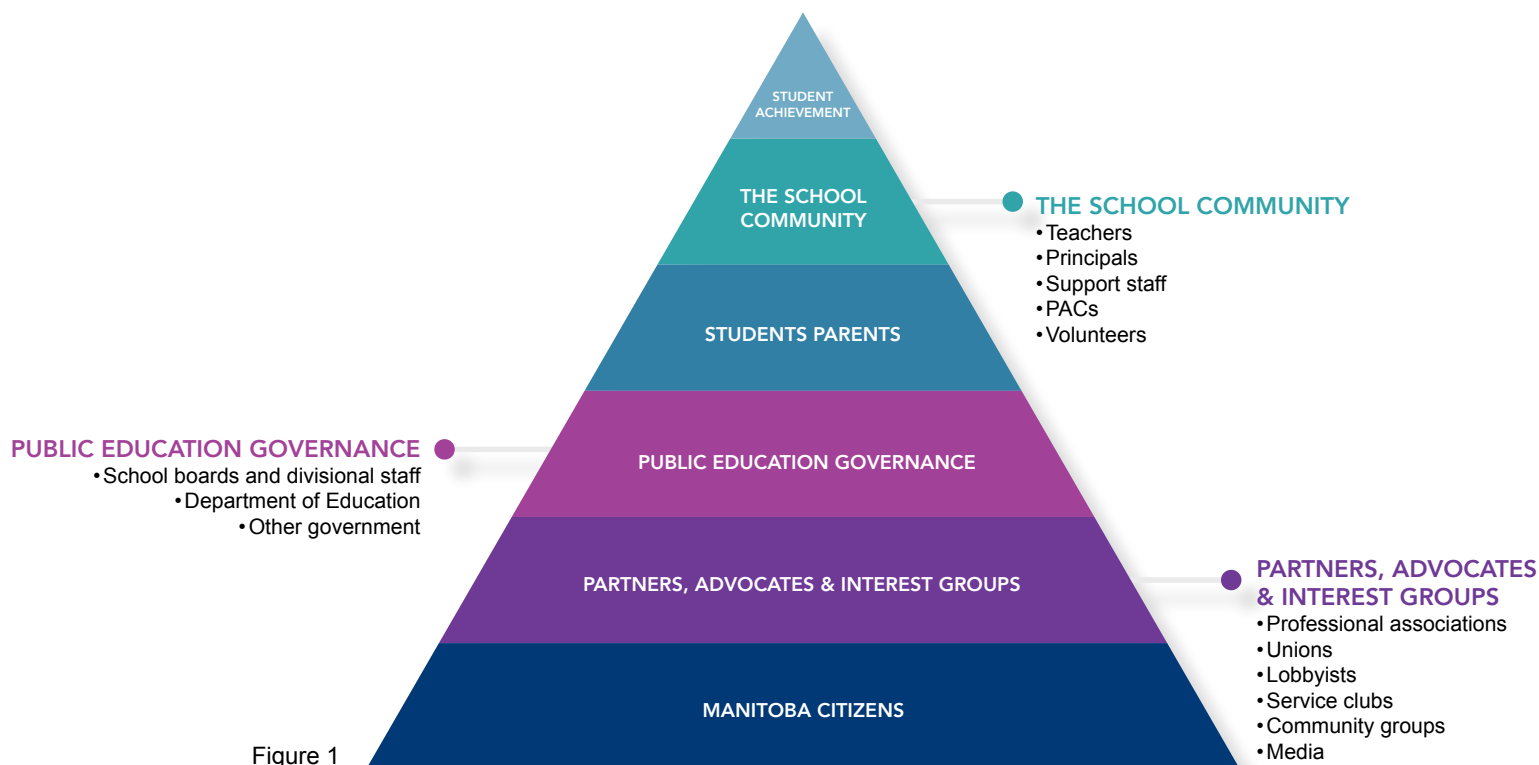 STUDENT
ACHIEVEMENT
THE SCHOOL
COMMUNITY
THE SCHOOL COMMUNITY
•Teachers
•Principals
•Support staff
•PACs
•Volunteers
STUDENTS PARENTS
PUBLIC EDUCATION GOVERNANCE
•School boards and divisional staff
•Department of Education
•Other government
PUBLIC EDUCATION GOVERNANCE
PARTNERS, ADVOCATES & INTEREST GROUPS
PARTNERS, ADVOCATES
& INTEREST GROUPS
•Professional associations
•Unions
•Lobbyists
•Service clubs
•Community groups
•Media
MANITOBA CITIZENS
Figure 1